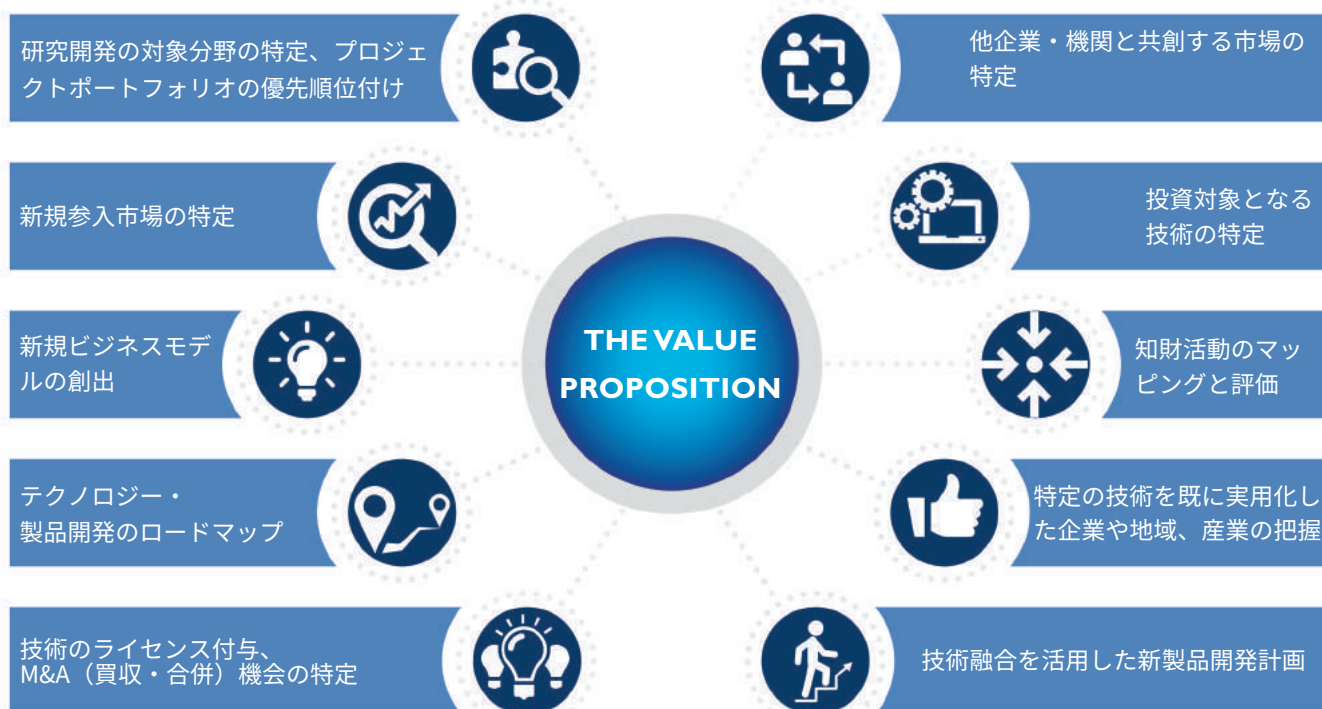 研究開発の対象分野の特定、プロジェ
クトポートフォリオの優先順位付け
新規参入市場の特定
新規ビジネスモデ
ルの創出
テクノロジー・
製品開発のロードマップ
技術のライセンス付与、
M&A（買収・合併）機会の特定
THE VALUE
PROPOSITION
他企業・機関と共創する市場の
特定
投資対象となる
技術の特定
知財活動のマッ
ピングと評価
特定の技術を既に実用化し
た企業や地域、産業の把握
技術融合を活用した新製品開発計画